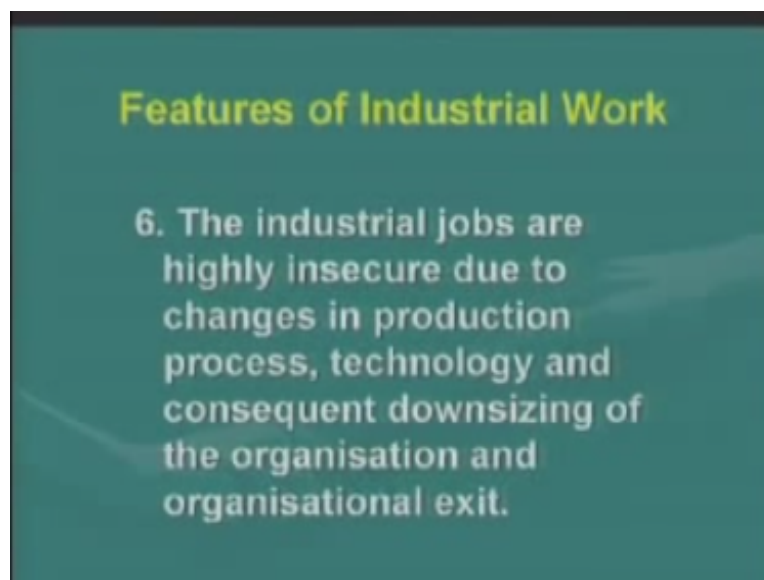 Features of Industrial Work
6. The industrial jobs are
highly insecure due to
changes in production
process, technology and
consequent downsizing of
the organisation and
organisational exit.